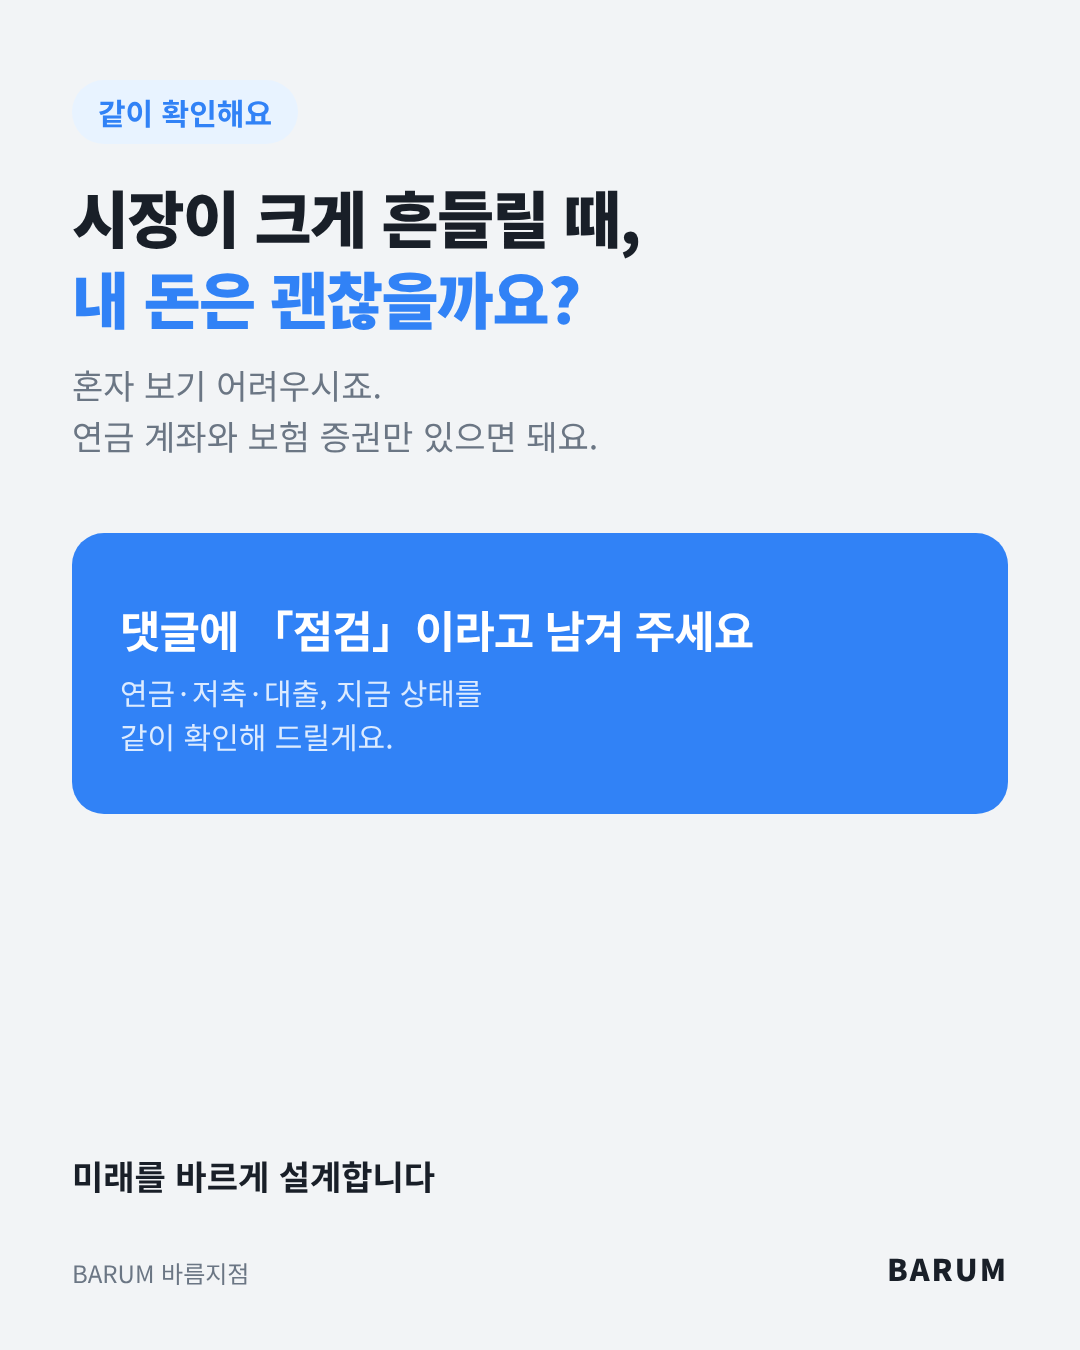 같이 확인해요
시장이 크게 흔들릴 때,
내 돈은 괜찮을까요?
혼자 보기 어려우시죠.
연금 계좌와 보험 증권만 있으면 돼요.
댓글에 「점검」이라고 남겨 주세요
연금·저축·대출, 지금 상태를
같이 확인해 드릴게요.
미래를 바르게 설계합니다
BARUM 바름지점
BARUM